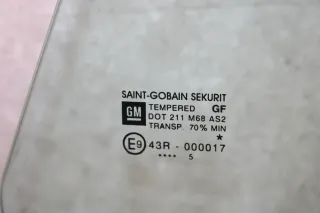 SAINT-GOBAIN SEKURIT
GM TEMPERED GF
DOT 211 M68 AS2
TRANSP. 70% MIN
*
E9 43R - 000017
**** 5